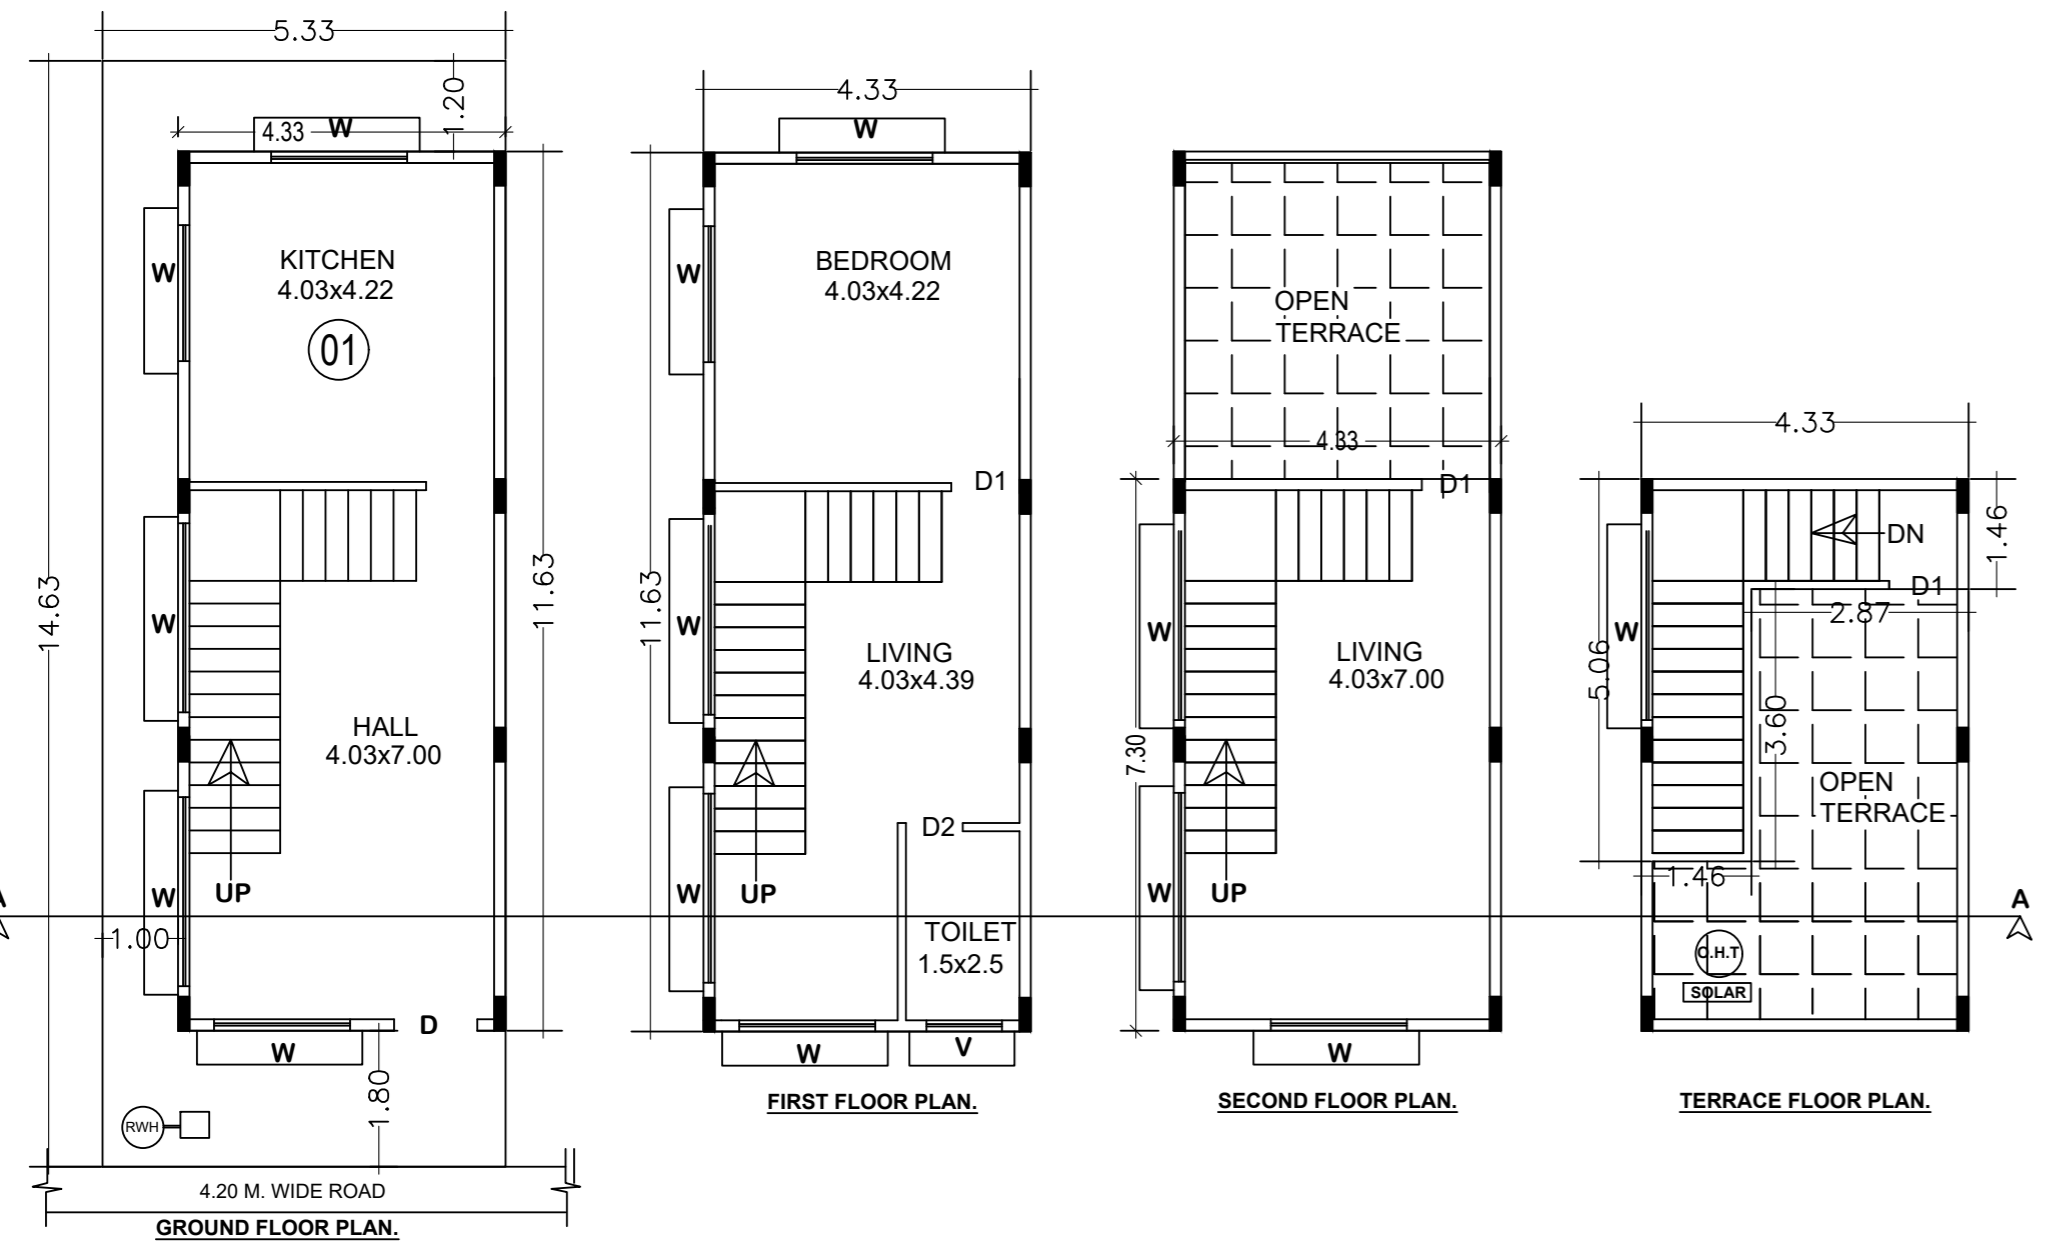 5.33
1.20
4.33
W
W
KITCHEN
4.03x4.22
01
14.63
11.63
W
HALL
4.03x7.00
W
UP
1.00
D
W
1.80
RWH
4.20 M. WIDE ROAD
GROUND FLOOR PLAN.
4.33
W
W
BEDROOM
4.03x4.22
D1
11.63
W
LIVING
4.03x4.39
D2
W
UP
TOILET
1.5x2.5
W
V
FIRST FLOOR PLAN.
OPEN
TERRACE
4.33
D1
W
LIVING
4.03x7.00
7.30
W
UP
W
SECOND FLOOR PLAN.
4.33
DN
1.46
D1
2.87
W
5.06
3.60
OPEN
TERRACE
1.46
A
A
O.H.T
SOLAR
TERRACE FLOOR PLAN.